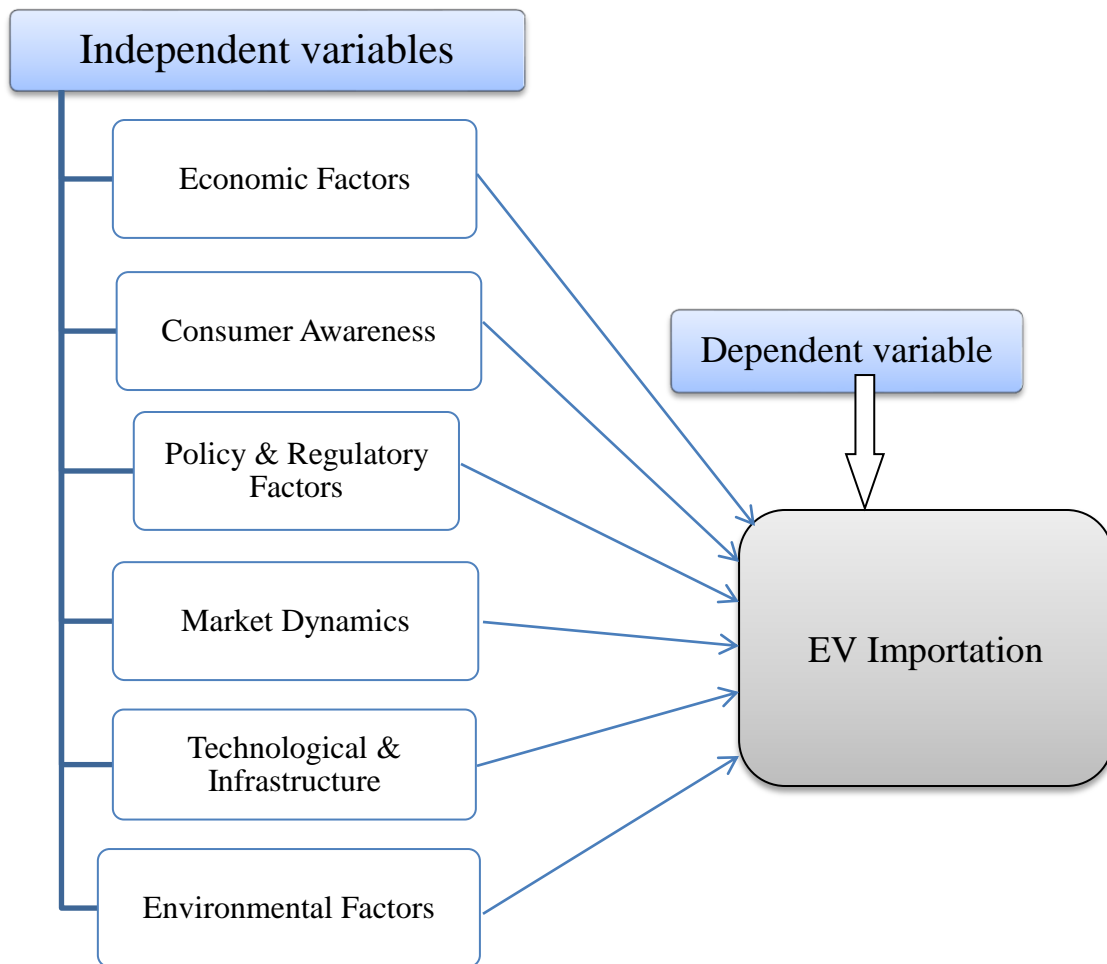 Independent variables
Economic Factors
Consumer Awareness
Dependent variable
Policy & Regulatory
Factors
Market Dynamics
EV Importation
Technological &
Infrastructure
Environmental Factors